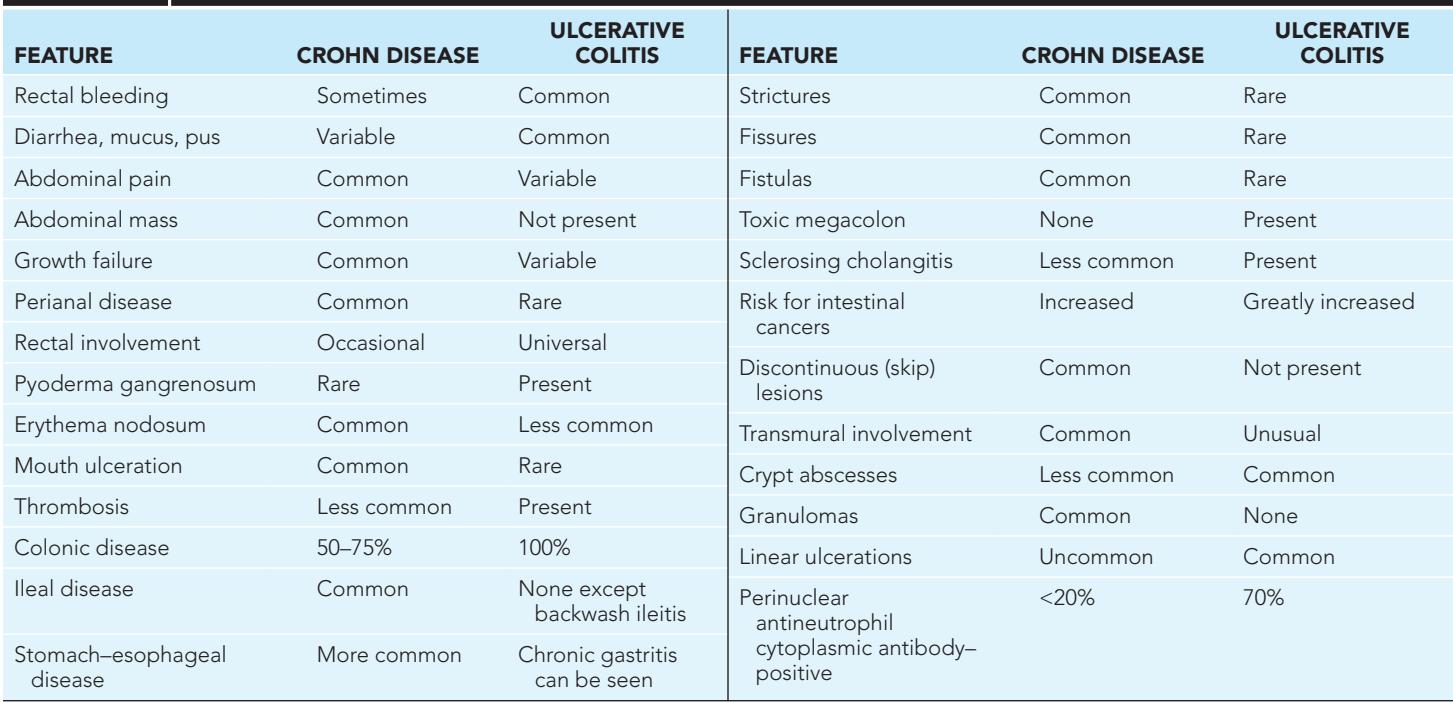 FEATURE CROHN DISEASE ULCERATIVE COLITIS
Rectal bleeding Sometimes Common
Diarrhea, mucus, pus Variable Common
Abdominal pain Common Variable
Abdominal mass Common Not present
Growth failure Common Variable
Perianal disease Common Rare
Rectal involvement Occasional Universal
Pyoderma gangrenosum Rare Present
Erythema nodosum Common Less common
Mouth ulceration Common Rare
Thrombosis Less common Present
Colonic disease 50–75% 100%
Ileal disease Common None except
backwash ileitis
Stomach–esophageal More common Chronic gastritis
disease can be seen
FEATURE CROHN DISEASE ULCERATIVE COLITIS
Strictures Common Rare
Fissures Common Rare
Fistulas Common Rare
Toxic megacolon None Present
Sclerosing cholangitis Less common Present
Risk for intestinal Increased Greatly increased
cancers
Discontinuous (skip) Common Not present
lesions
Transmural involvement Common Unusual
Crypt abscesses Less common Common
Granulomas Common None
Linear ulcerations Uncommon Common
Perinuclear <20% 70%
antineutrophil
cytoplasmic antibody–
positive